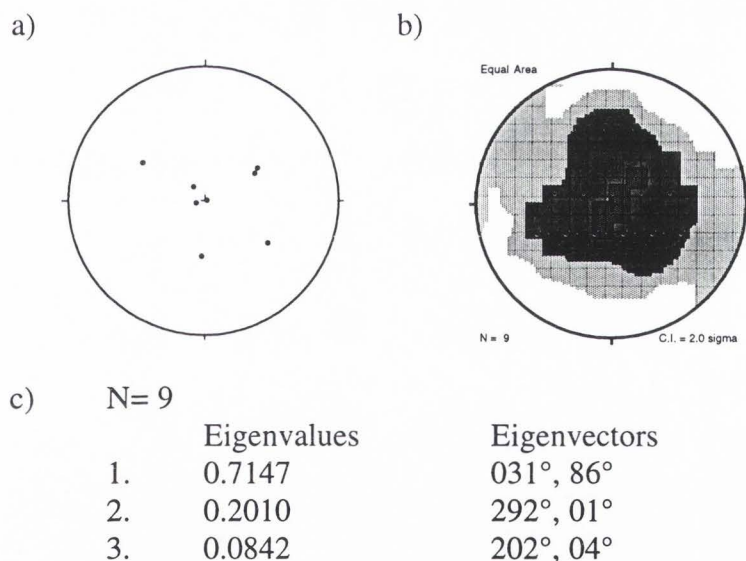 a)
b)
Equal Area
N = 9
C.I. = 2.0 sigma
c) N= 9
Eigenvalues Eigenvectors
1. 0.7147 031°, 86°
2. 0.2010 292°, 01°
3. 0.0842 202°, 04°